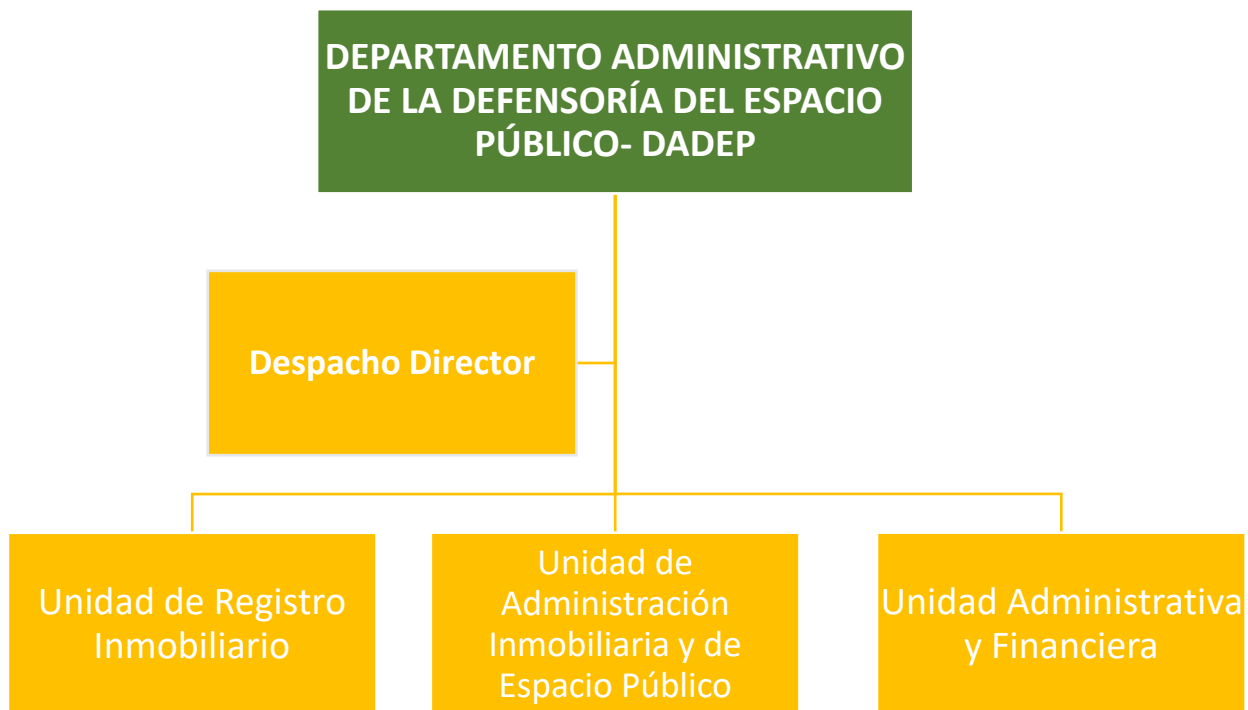 DEPARTAMENTO ADMINISTRATIVO
DE LA DEFENSORÍA DEL ESPACIO
PÚBLICO- DADEP
Despacho Director
Unidad de Registro
Inmobiliario
Unidad de
Administración
Inmobiliaria y de
Espacio Público
Unidad Administrativa
y Financiera